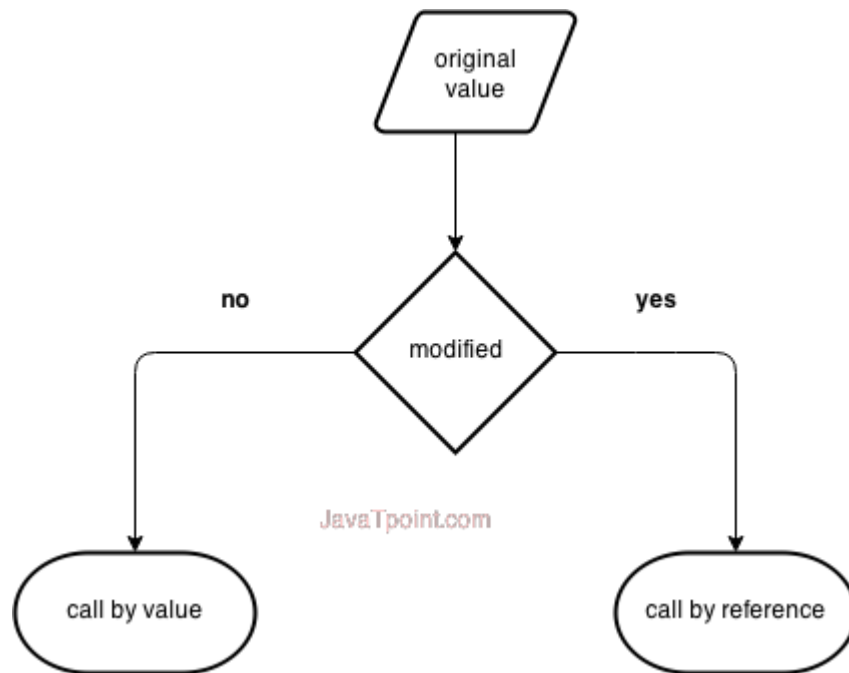 original
value
no
yes
modified
JavaTpoint.com
call by value
call by reference